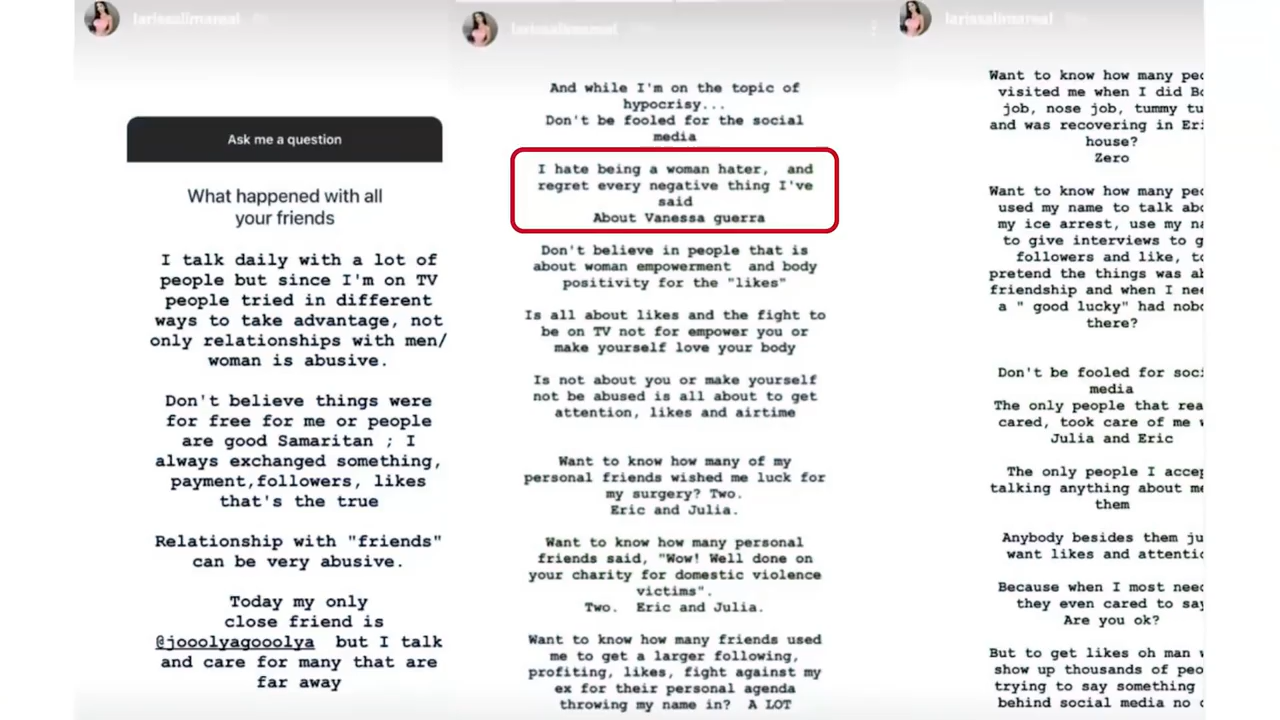 larissalimareal
Ask me a question
What happened with all
your friends
I talk daily with a lot of
people but since I'm on TV
people tried in different
ways to take advantage, not
only relationships with men/
woman is abusive.
Don't believe things were
for free for me or people
are good Samaritan ; I
always exchanged something,
payment,followers, likes
that's the true
Relationship with "friends"
can be very abusive.
Today my only
close friend is
@jooolyagooolya but I talk
and care for many that are
far away
larissalimareal
And while I'm on the topic of
hypocrisy...
Don't be fooled for the social
media
I hate being a woman hater, and
regret every negative thing I've
said
About Vanessa guerra
Don't believe in people that is
about woman empowerment and body
positivity for the "likes"
Is all about likes and the fight to
be on TV not for empower you or
make yourself love your body
Is not about you or make yourself
not be abused is all about to get
attention, likes and airtime
Want to know how many of my
personal friends wished me luck for
my surgery? Two.
Eric and Julia.
Want to know how many personal
friends said, "Wow! Well done on
your charity for domestic violence
victims".
Two. Eric and Julia.
Want to know how many friends used
me to get a larger following,
profiting, likes, fight against my
ex for their personal agenda
throwing my name in? A LOT
larissalimareal
Want to know how many
visited me when I did
job, nose job, tummy
and was recovering in
house?
Zero
Want to know how many
used my name to talk
my ice arrest, use my
to give interviews to
followers and like,
pretend the things was
friendship and when I
a " good lucky" had
there?
Don't be fooled for
media
The only people that
cared, took care of me
Julia and Eric
The only people I
talking anything about
them
Anybody besides them
want likes and
Because when I most
they even cared to
Are you ok?
But to get likes oh man
show up thousands of
trying to say something
behind social media no